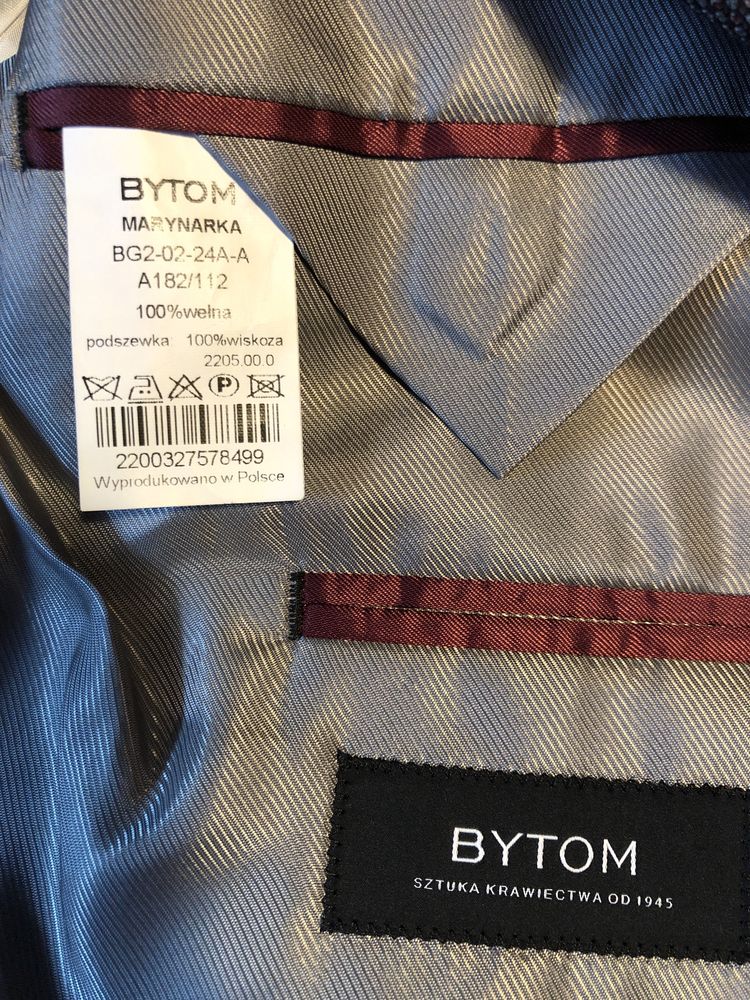 BYTOM
MARYNARKA
BG2-02-24A-A
A182/112
100%wełna
podszewka: 100%wiskoza
2205.00.0
P
2200327578499
Wyprodukowano w Polsce
BYTOM
SZTUKA KRAWIECTWA OD 1945